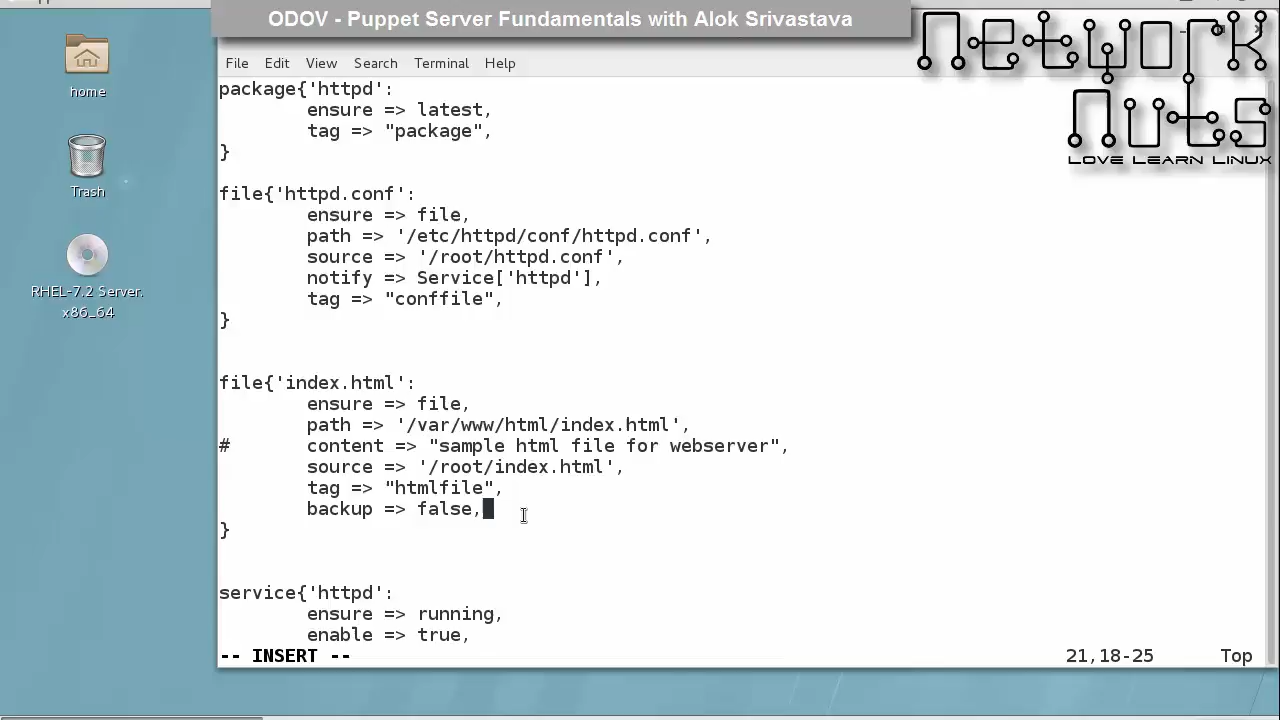 ODOV - Puppet Server Fundamentals with Alok Srivastava
Network
Nuts
LOVE LEARN LINUX
home
Trash
RHEL-7.2 Server.
x86_64
File Edit View Search Terminal Help
package{'httpd':
ensure => latest,
tag => "package",
}
file{'httpd.conf':
ensure => file,
path => '/etc/httpd/conf/httpd.conf',
source => '/root/httpd.conf',
notify => Service['httpd'],
tag => "conffile",
}
file{'index.html':
ensure => file,
path => '/var/www/html/index.html',
# content => "sample html file for webserver",
source => '/root/index.html',
tag => "htmlfile",
backup => false,
}
service{'httpd':
ensure => running,
enable => true,
-- INSERT -- 21,18-25 Top